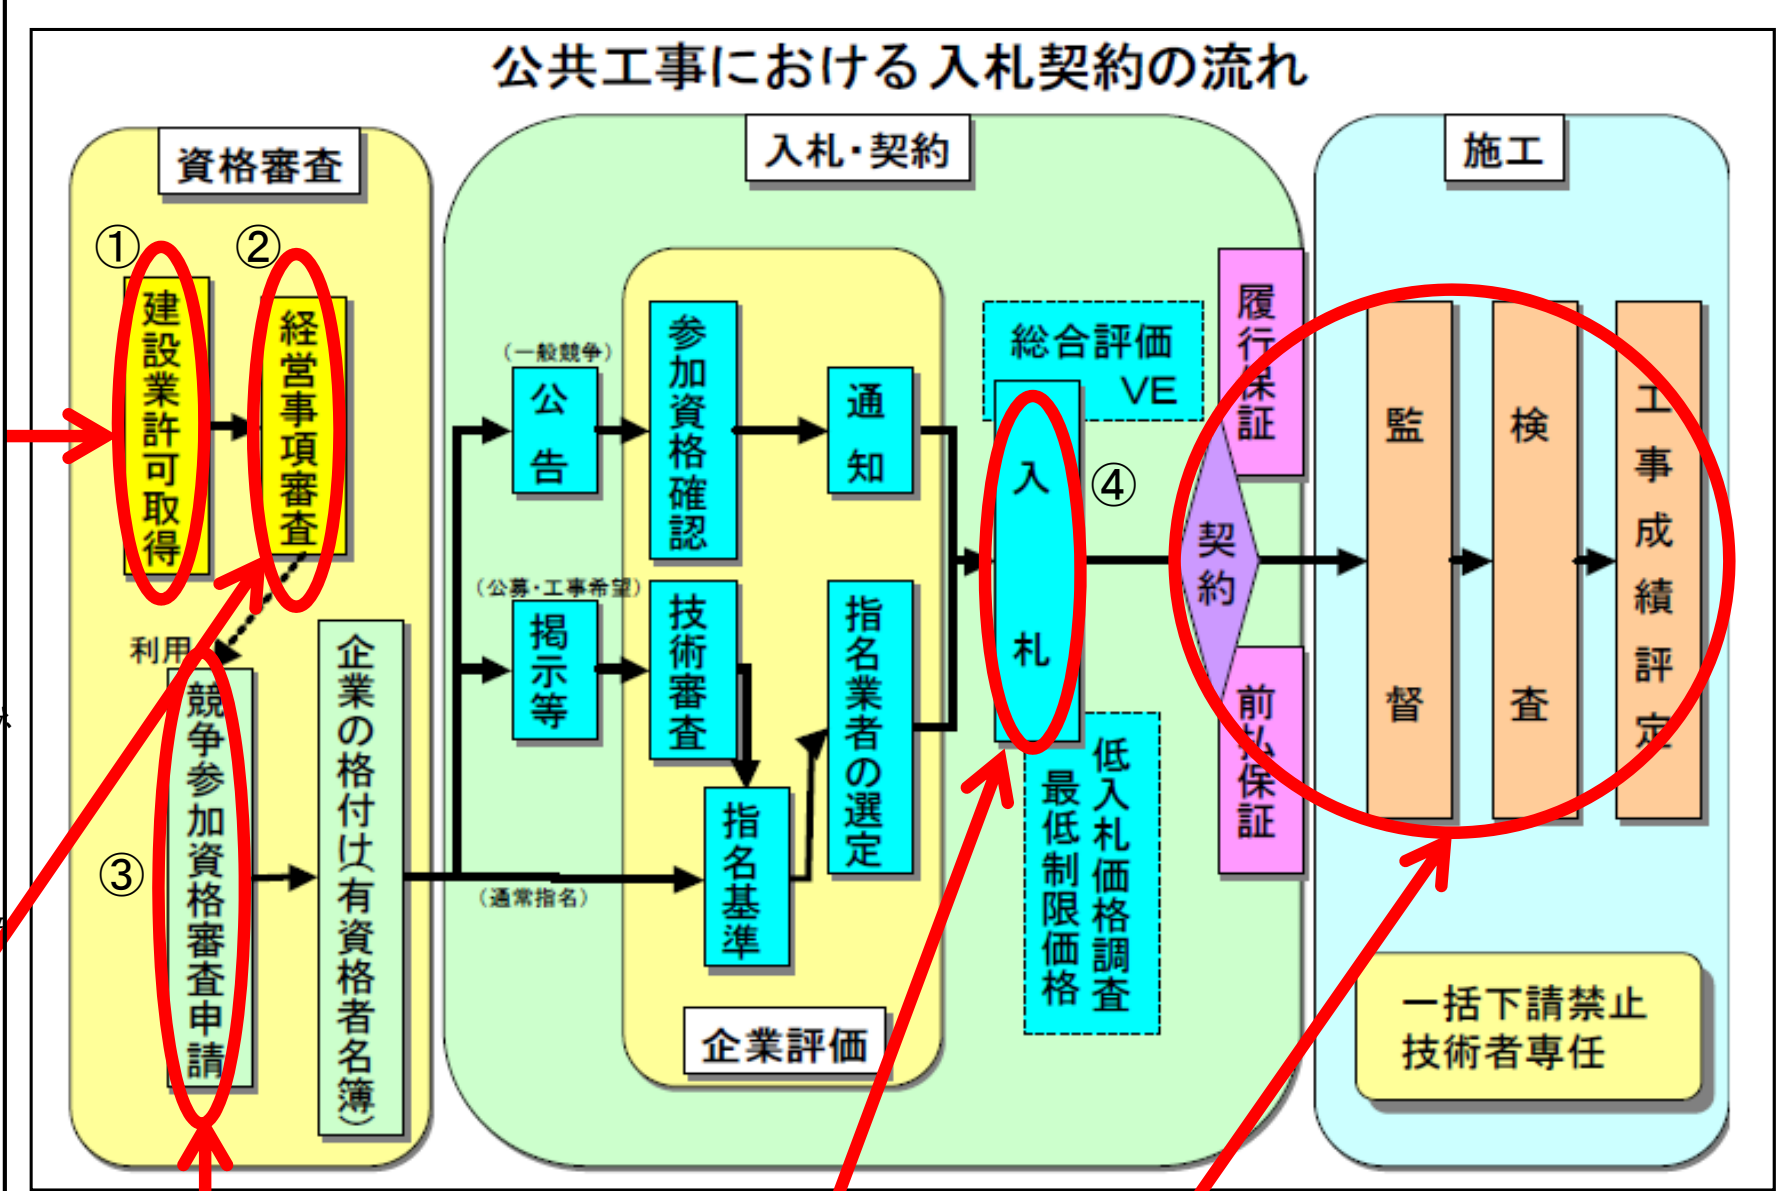 公共工事における入札契約の流れ
資格審査
①
建設業許可取得
②
経営事項審査
利用
③
競争参加資格審査申請
企業の格付け(有資格者名簿)
入札・契約
(一般競争)
公告
参加資格確認
通知
(公募・工事希望)
掲示等
技術審査
指名業者の選定
(通常指名)
指名基準
企業評価
総合評価
VE
入札
④
低入札価格調査
最低制限価格
履行保証
契約
前払保証
施工
監督
検査
工事成績評定
一括下請禁止
技術者専任